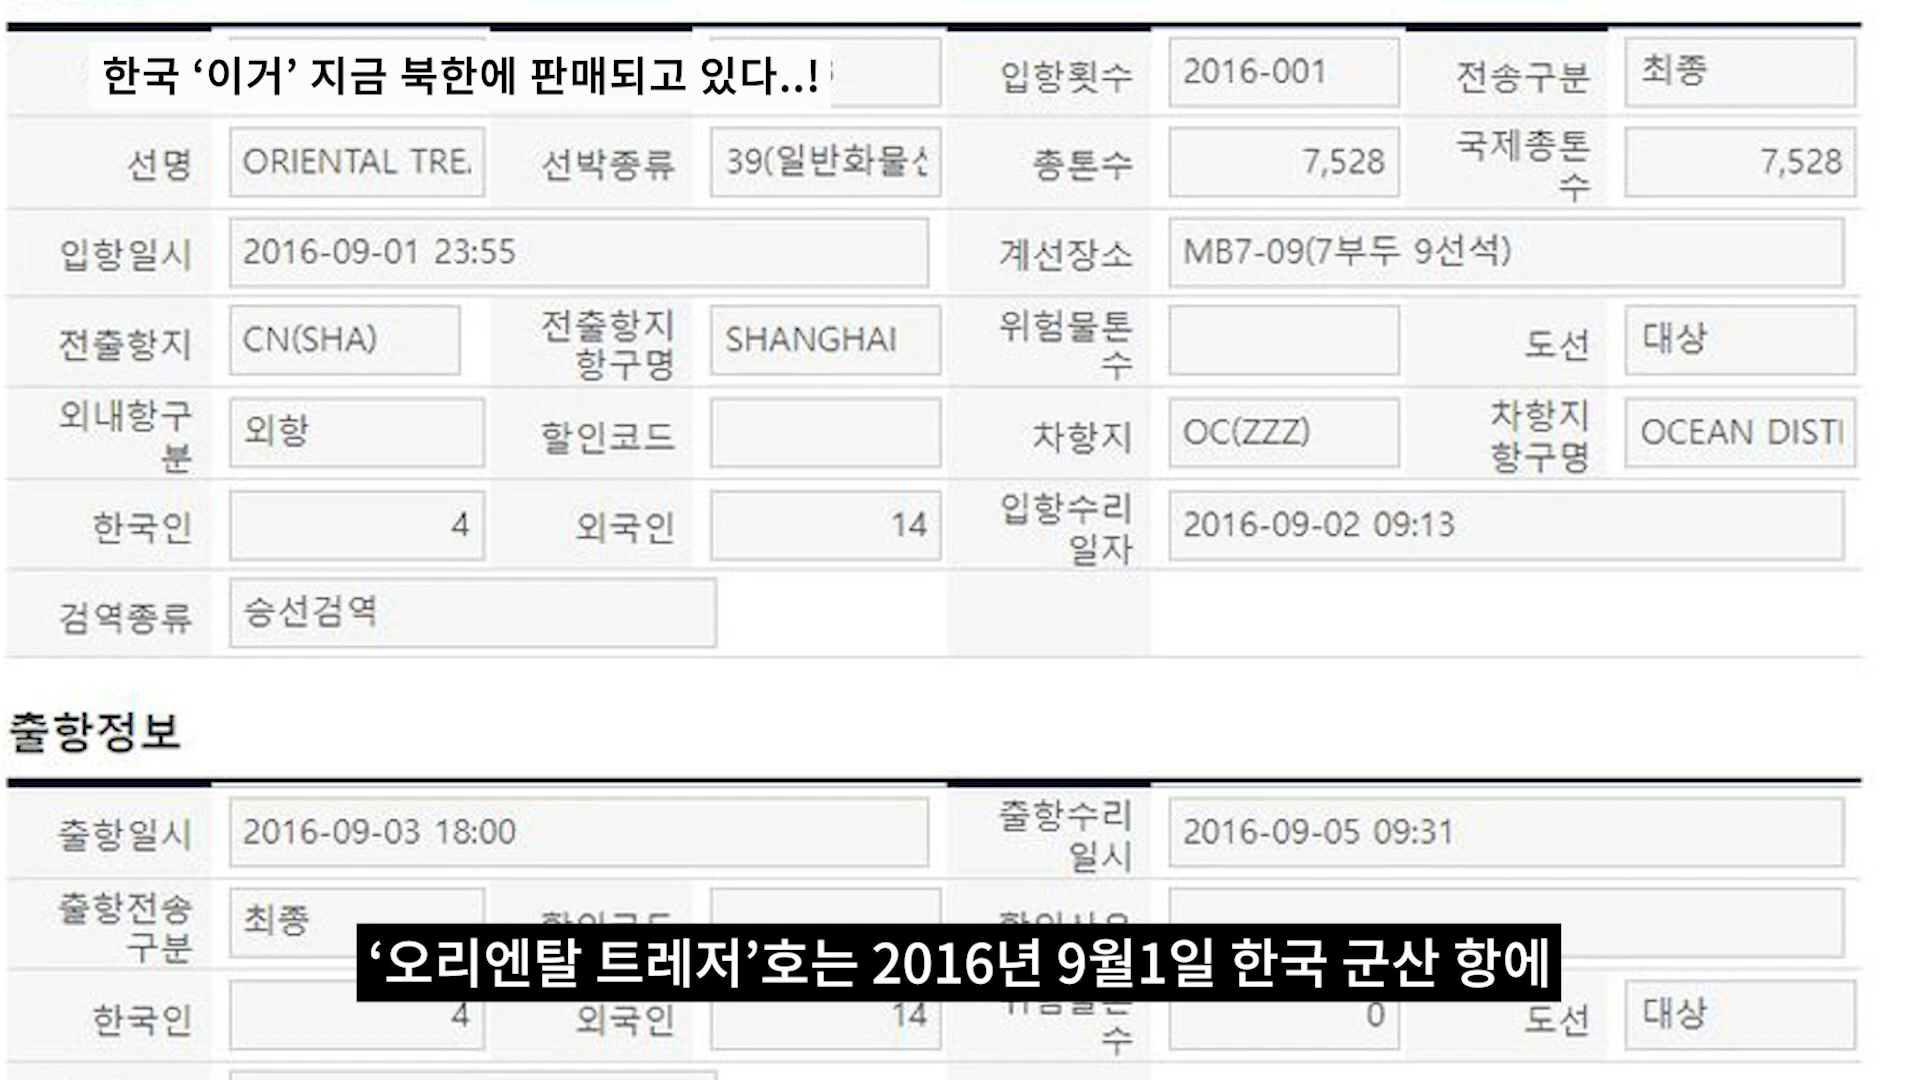 한국 ‘이거’ 지금 북한에 판매되고 있다..!
입항횟수 2016-001 전송구분 최종
선명 ORIENTAL TREA 선박종류 39(일반화물선 총톤수 7,528 국제총톤수 7,528
입항일시 2016-09-01 23:55 계선장소 MB7-09(7부두 9선석)
전출항지 CN(SHA) 전출항지항구명 SHANGHAI 위험물톤수 도선 대상
외내항구분 외항 할인코드 차항지 OC(ZZZ) 차항지항구명 OCEAN DISTI
한국인 4 외국인 14 입항수리일자 2016-09-02 09:13
검역종류 승선검역
출항정보
출항일시 2016-09-03 18:00 출항수리일시 2016-09-05 09:31
출항전송구분 최종
‘오리엔탈 트레저’호는 2016년 9월1일 한국 군산 항에
한국인 4 외국인 14 0 도선 대상